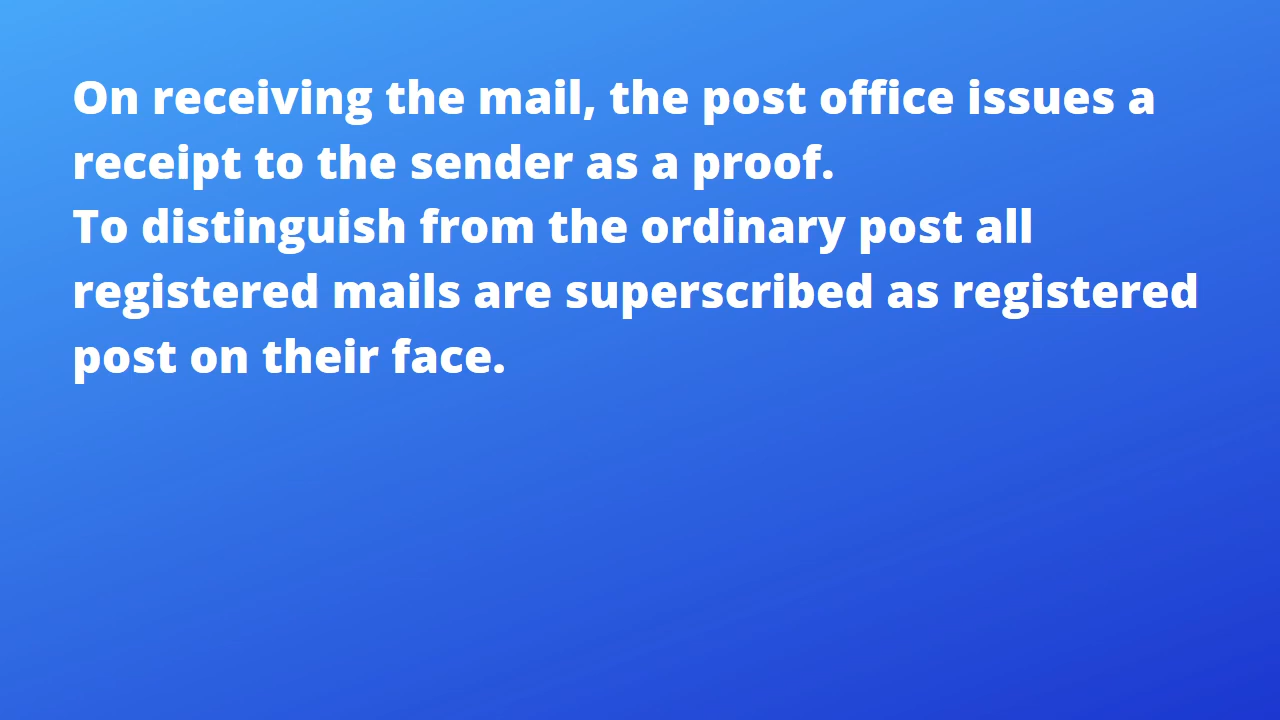 On receiving the mail, the post office issues a
receipt to the sender as a proof.
To distinguish from the ordinary post all
registered mails are superscribed as registered
post on their face.